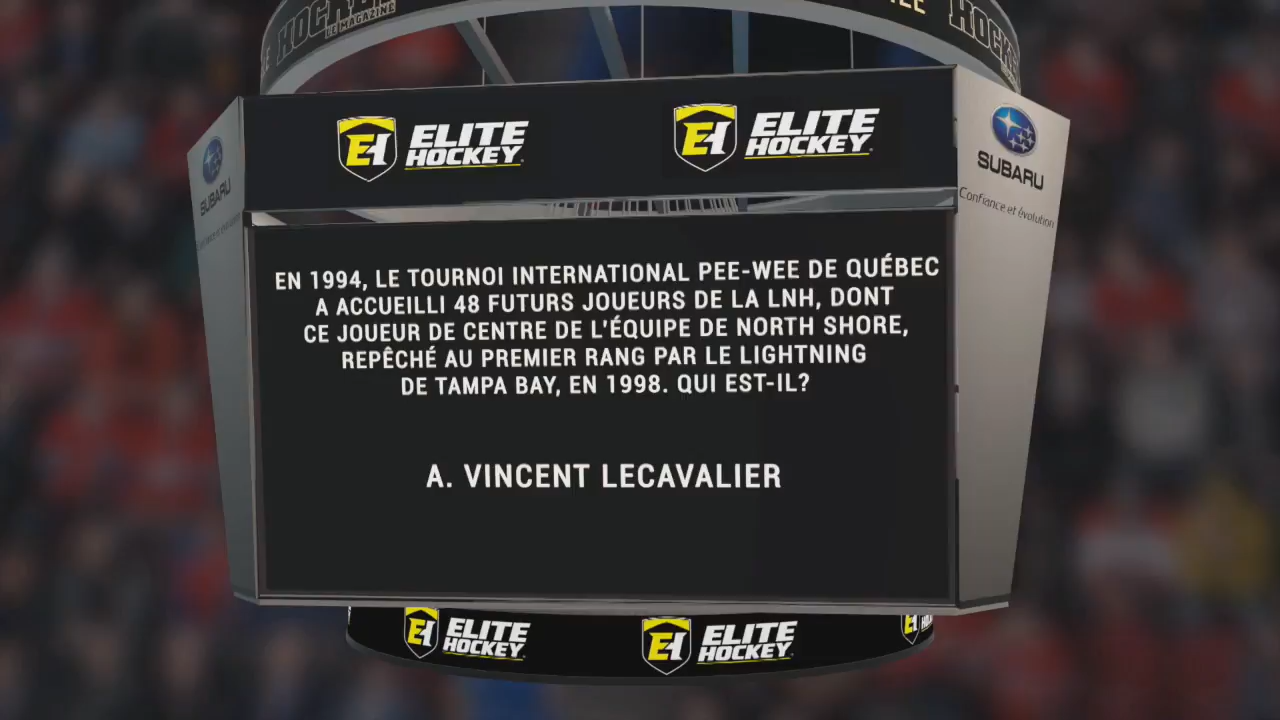 HOCKEY
LE MAGAZINE
HOCKEY
ELITE
HOCKEY
ELITE
HOCKEY
SUBARU
SUBARU
Confiance et évolution
EN 1994, LE TOURNOI INTERNATIONAL PEE-WEE DE QUÉBEC
A ACCUEILLI 48 FUTURS JOUEURS DE LA LNH, DONT
CE JOUEUR DE CENTRE DE L'ÉQUIPE DE NORTH SHORE,
REPÊCHÉ AU PREMIER RANG PAR LE LIGHTNING
DE TAMPA BAY, EN 1998. QUI EST-IL?
A. VINCENT LECAVALIER
ELITE
HOCKEY
ELITE
HOCKEY